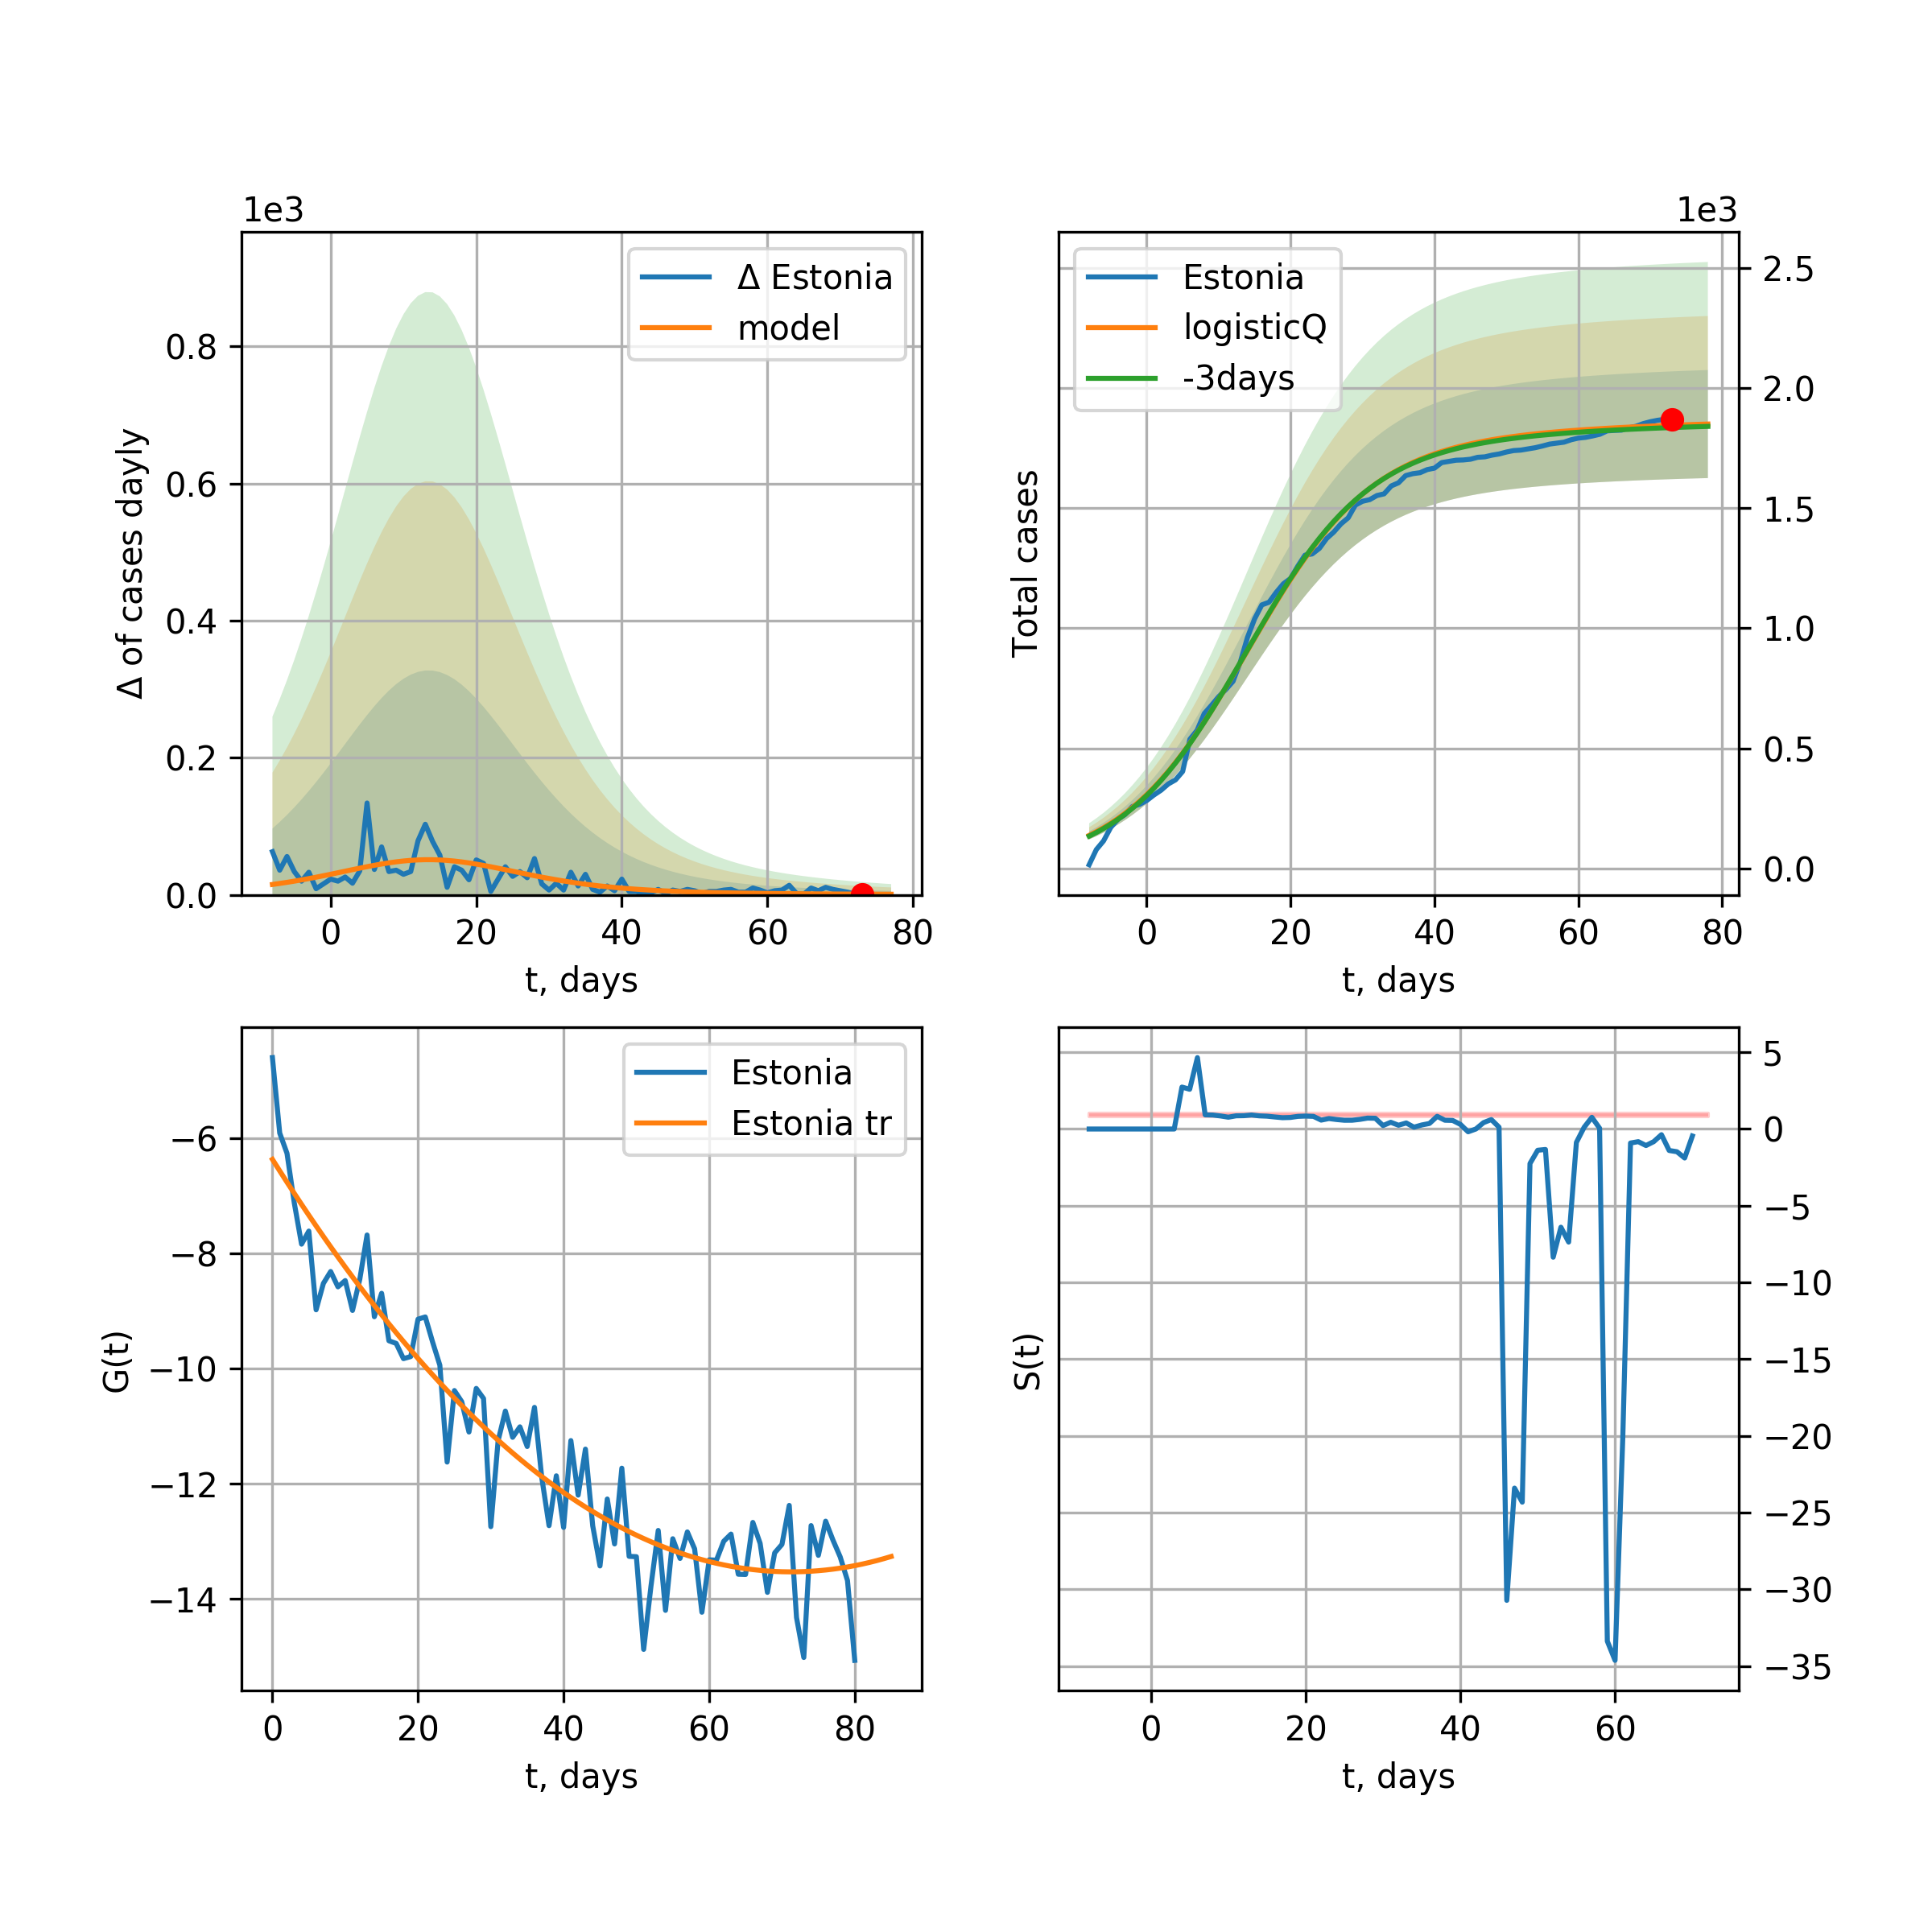 1e3
Δ Estonia
model
0.8
0.6
0.4
0.2
0.0
Δ of cases dayly
0 20 40 60 80
t, days
1e3
Estonia
logisticQ
-3days
2.5
2.0
1.5
1.0
0.5
0.0
Total cases
0 20 40 60 80
t, days
Estonia
Estonia tr
−6
−8
−10
−12
−14
G(t)
0 20 40 60 80
t, days
5
0
−5
−10
−15
−20
−25
−30
−35
S(t)
0 20 40 60
t, days